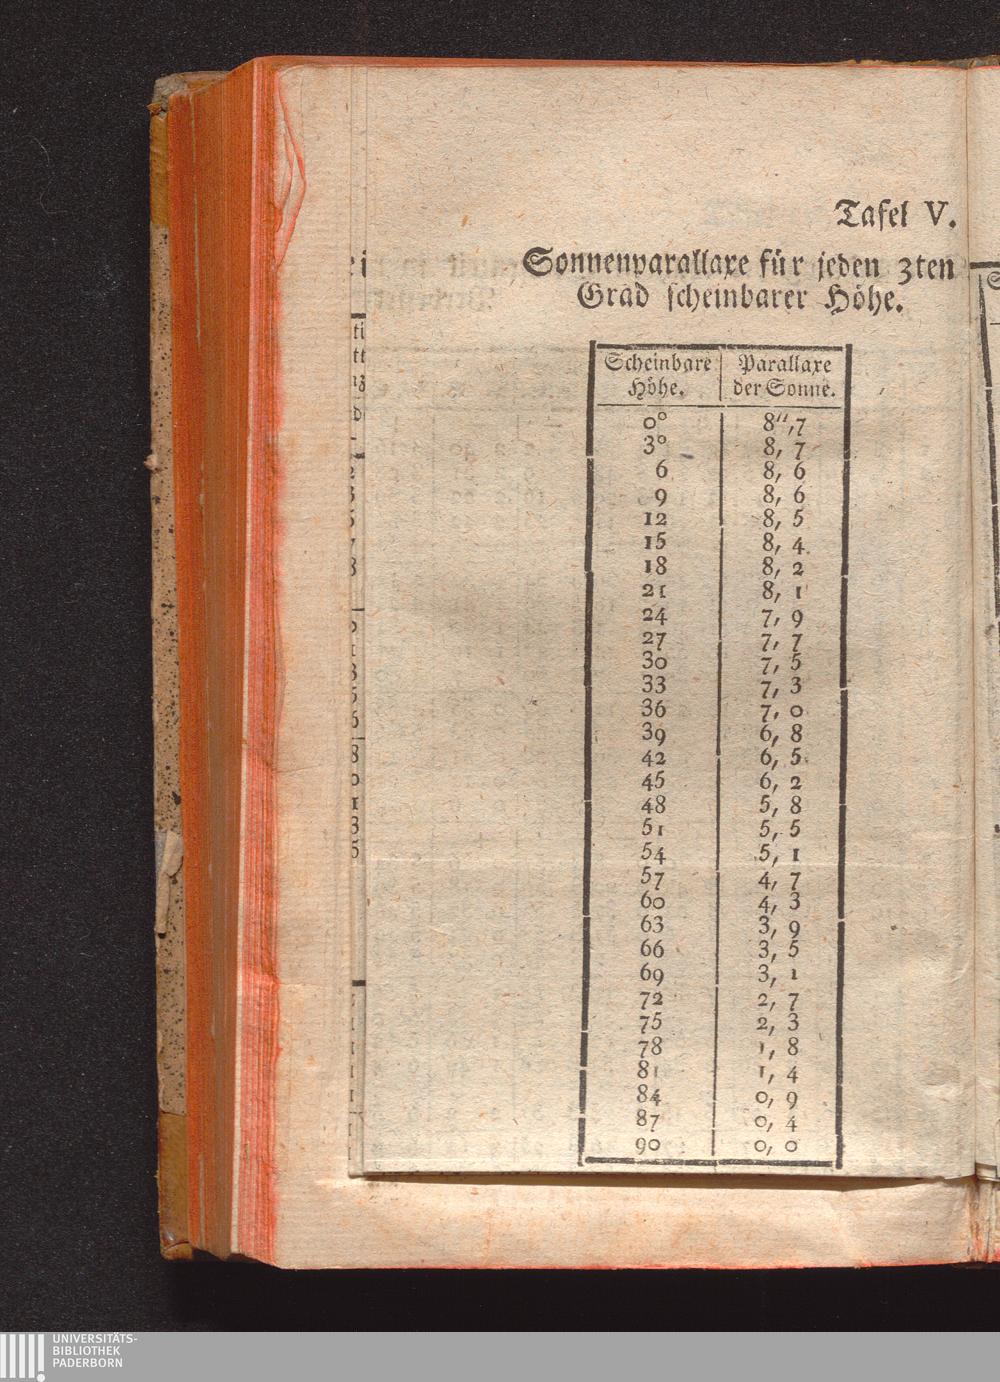 Tafel V.
Sonnenparallaxe für jeden 3ten
Grad scheinbarer Höhe.
Scheinbare Höhe. | Parallaxe der Sonne.
0° 8",7
3° 8, 7
6 8, 6
9 8, 6
12 8, 5
15 8, 4
18 8, 2
21 8, 1
24 7, 9
27 7, 7
30 7, 5
33 7, 3
36 7, 0
39 6, 8
42 6, 5
45 6, 2
48 5, 8
51 5, 5
54 5, 1
57 4, 7
60 4, 3
63 3, 9
66 3, 5
69 3, 1
72 2, 7
75 2, 3
78 1, 8
81 1, 4
84 0, 9
87 0, 4
90 0, 0
UNIVERSITÄTS-
BIBLIOTHEK
PADERBORN